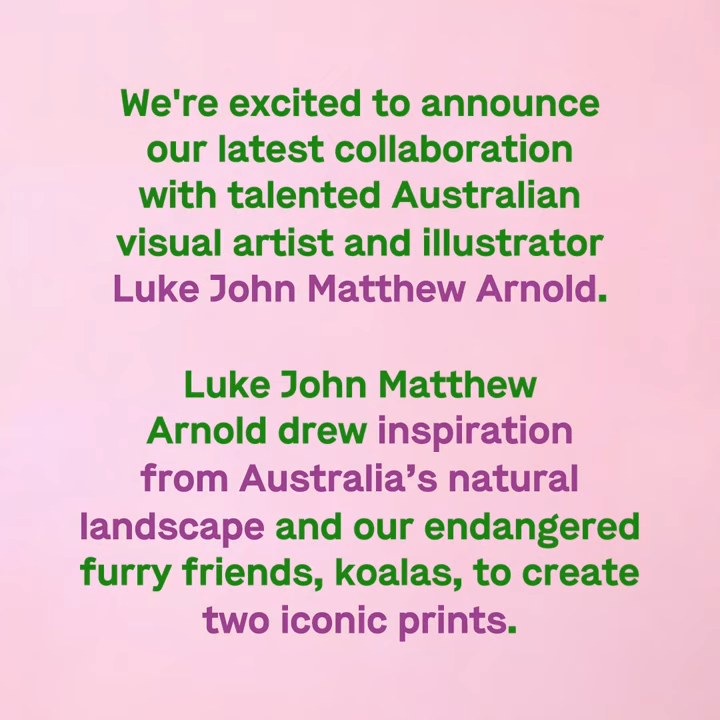 We're excited to announce
our latest collaboration
with talented Australian
visual artist and illustrator
Luke John Matthew Arnold.
Luke John Matthew
Arnold drew inspiration
from Australia’s natural
landscape and our endangered
furry friends, koalas, to create
two iconic prints.